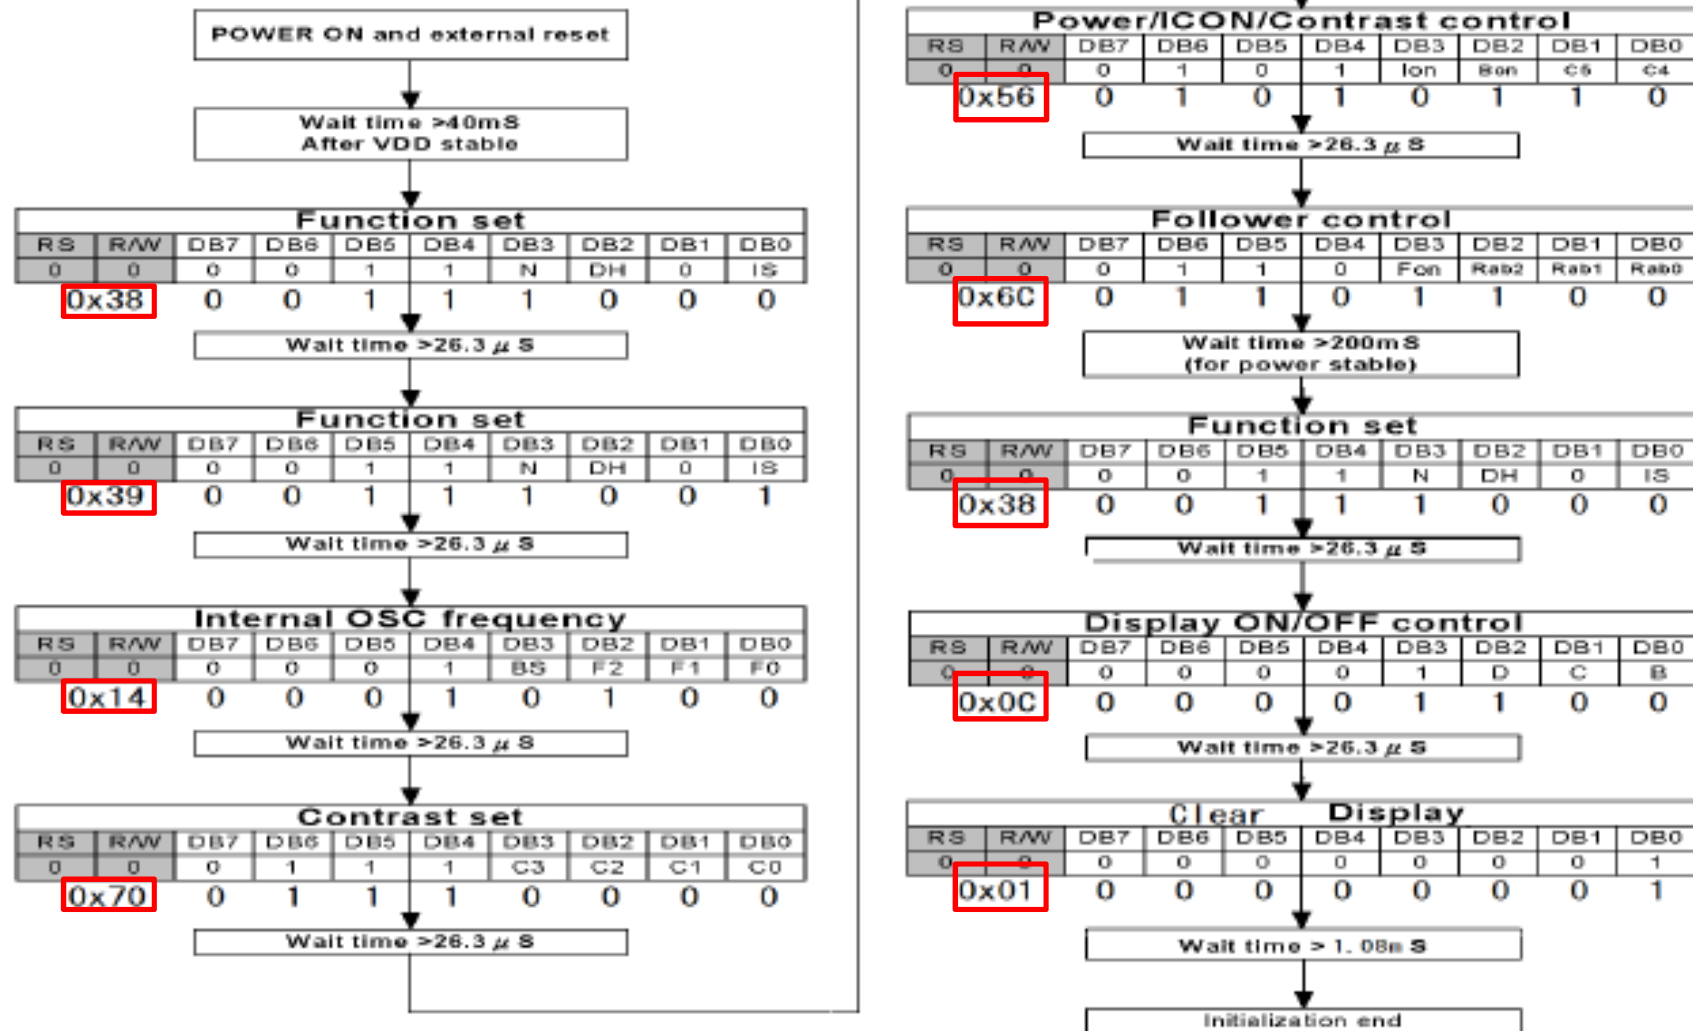 POWER ON and external reset
Wait time >40mS
After VDD stable
Function set
RS R/W DB7 DB6 DB5 DB4 DB3 DB2 DB1 DB0
0 0 0 0 1 1 N DH 0 IS
0x38 0 0 1 1 1 0 0 0
Wait time >26.3 μS
Function set
RS R/W DB7 DB6 DB5 DB4 DB3 DB2 DB1 DB0
0 0 0 0 1 1 N DH 0 IS
0x39 0 0 1 1 1 0 0 1
Wait time >26.3 μS
Internal OSC frequency
RS R/W DB7 DB6 DB5 DB4 DB3 DB2 DB1 DB0
0 0 0 0 0 1 BS F2 F1 F0
0x14 0 0 0 1 0 1 0 0
Wait time >26.3 μS
Contrast set
RS R/W DB7 DB6 DB5 DB4 DB3 DB2 DB1 DB0
0 0 0 1 1 1 C3 C2 C1 C0
0x70 0 1 1 1 0 0 0 0
Wait time >26.3 μS
Power/ICON/Contrast control
RS R/W DB7 DB6 DB5 DB4 DB3 DB2 DB1 DB0
0 0 0 1 0 1 Ion Bon C5 C4
0x56 0 1 0 1 0 1 1 0
Wait time >26.3 μS
Follower control
RS R/W DB7 DB6 DB5 DB4 DB3 DB2 DB1 DB0
0 0 0 1 1 0 Fon Rab2 Rab1 Rab0
0x6C 0 1 1 0 1 1 0 0
Wait time >200mS
(for power stable)
Function set
RS R/W DB7 DB6 DB5 DB4 DB3 DB2 DB1 DB0
0 0 0 0 1 1 N DH 0 IS
0x38 0 0 1 1 1 0 0 0
Wait time >26.3 μS
Display ON/OFF control
RS R/W DB7 DB6 DB5 DB4 DB3 DB2 DB1 DB0
0 0 0 0 0 0 1 D C B
0x0C 0 0 0 0 1 1 0 0
Wait time >26.3 μS
Clear Display
RS R/W DB7 DB6 DB5 DB4 DB3 DB2 DB1 DB0
0 0 0 0 0 0 0 0 0 1
0x01 0 0 0 0 0 0 0 1
Wait time > 1.08mS
Initialization end